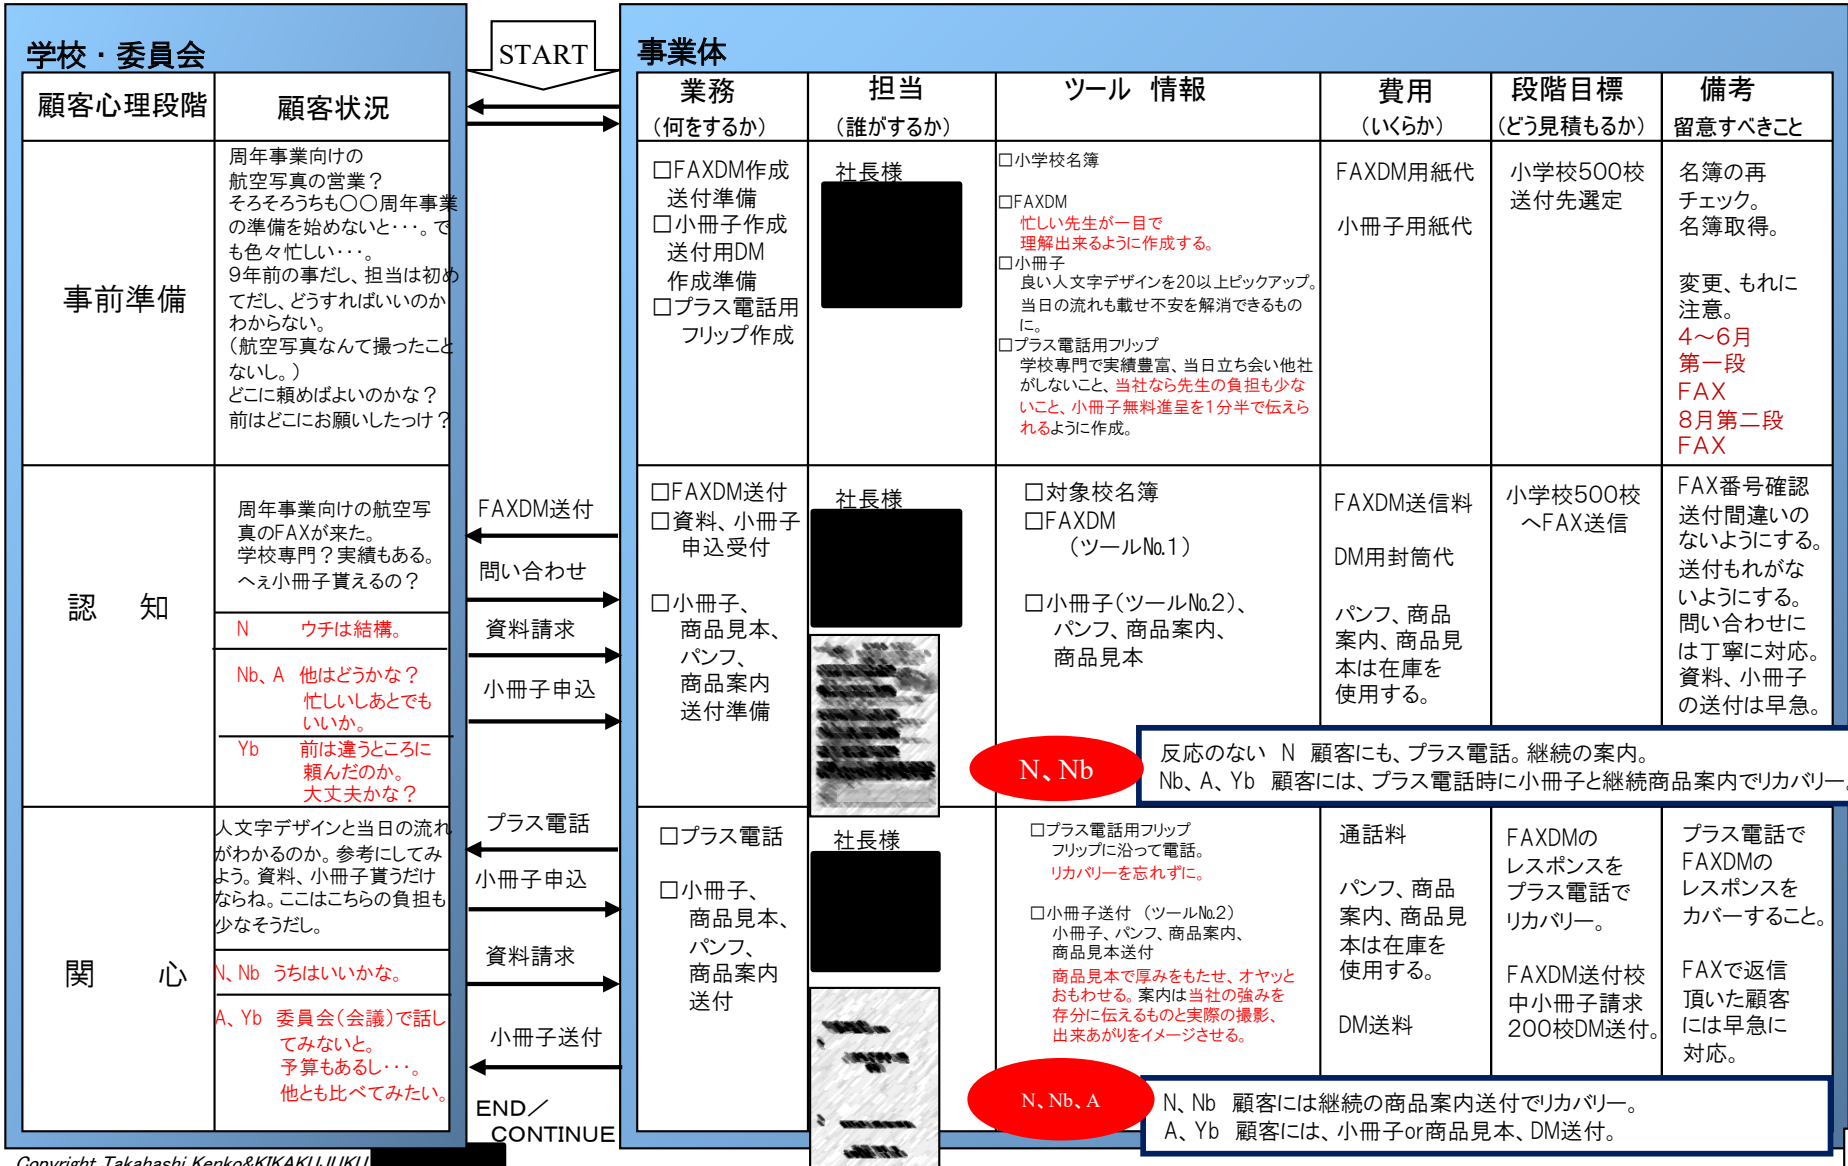 学校・委員会
START
事業体
顧客心理段階
顧客状況
業務
（何をするか）
担当
（誰がするか）
ツール　情報
費用
（いくらか）
段階目標
（どう見積もるか）
備考
留意すべきこと
事前準備
周年事業向けの
航空写真の営業？
そろそろうちも〇〇周年事業
の準備を始めないと・・・。で
も色々忙しい・・・。
9年前の事だし、担当は初め
てだし、どうすればいいのか
わからない。
（航空写真なんて撮ったこと
ないし。）
どこに頼めばよいのかな？
前はどこにお願いしたっけ？
□FAXDM作成
送付準備
□小冊子作成
送付用DM
作成準備
□プラス電話用
フリップ作成
社長様
□小学校名簿
□FAXDM
忙しい先生が一目で
理解出来るように作成する。
□小冊子
良い人文字デザインを20以上ピックアップ。
当日の流れも載せ不安を解消できるもの
に。
□プラス電話用フリップ
学校専門で実績豊富、当日立ち会い他社
がしないこと、当社なら先生の負担も少な
いこと、小冊子無料進呈を1分半で伝えら
れるように作成。
FAXDM用紙代
小冊子用紙代
小学校500校
送付先選定
名簿の再
チェック。
名簿取得。
変更、もれに
注意。
4～6月
第一段
FAX
8月第二段
FAX
認　知
周年事業向けの航空写
真のFAXが来た。
学校専門？実績もある。
へぇ小冊子貰えるの？
N　ウチは結構。
Nb、A　他はどうかな？
忙しいしあとでも
いいか。
Yb　前は違うところに
頼んだのか。
大丈夫かな？
FAXDM送付
問い合わせ
資料請求
小冊子申込
□FAXDM送付
□資料、小冊子
申込受付
□小冊子、
商品見本、
パンフ、
商品案内
送付準備
社長様
□対象校名簿
□FAXDM
（ツール№1）
□小冊子（ツール№2）、
パンフ、商品案内、
商品見本
FAXDM送信料
DM用封筒代
パンフ、商品
案内、商品見
本は在庫を
使用する。
小学校500校
へFAX送信
FAX番号確認
送付間違いの
ないようにする。
送付もれがな
いようにする。
問い合わせに
は丁寧に対応。
資料、小冊子
の送付は早急。
N、Nb
反応のない　N　顧客にも、プラス電話。継続の案内。
Nb、A、Yb　顧客には、プラス電話時に小冊子と継続商品案内でリカバリー。
関　心
人文字デザインと当日の流れ
がわかるのか。参考にしてみ
よう。資料、小冊子貰うだけ
ならね。ここはこちらの負担も
少なそうだし。
N、Nb　うちはいいかな。
A、Yb　委員会（会議）で話し
てみないと。
予算もあるし・・・。
他とも比べてみたい。
プラス電話
小冊子申込
資料請求
小冊子送付
END／
CONTINUE
□プラス電話
□小冊子、
商品見本、
パンフ、
商品案内
送付
社長様
□プラス電話用フリップ
フリップに沿って電話。
リカバリーを忘れずに。
□小冊子送付　（ツール№2）
小冊子、パンフ、商品案内、
商品見本送付
商品見本で厚みをもたせ、オヤッと
おもわせる。案内は当社の強みを
存分に伝えるものと実際の撮影、
出来あがりをイメージさせる。
通話料
パンフ、商品
案内、商品見
本は在庫を
使用する。
DM送料
FAXDMの
レスポンスを
プラス電話で
リカバリー。
FAXDM送付校
中小冊子請求
200校DM送付。
プラス電話で
FAXDMの
レスポンスを
カバーすること。
FAXで返信
頂いた顧客
には早急に
対応。
N、Nb、A
N、Nb　顧客には継続の商品案内送付でリカバリー。
A、Yb　顧客には、小冊子or商品見本、DM送付。
Copyright Takahashi Kenko&KIKAKUJUKU